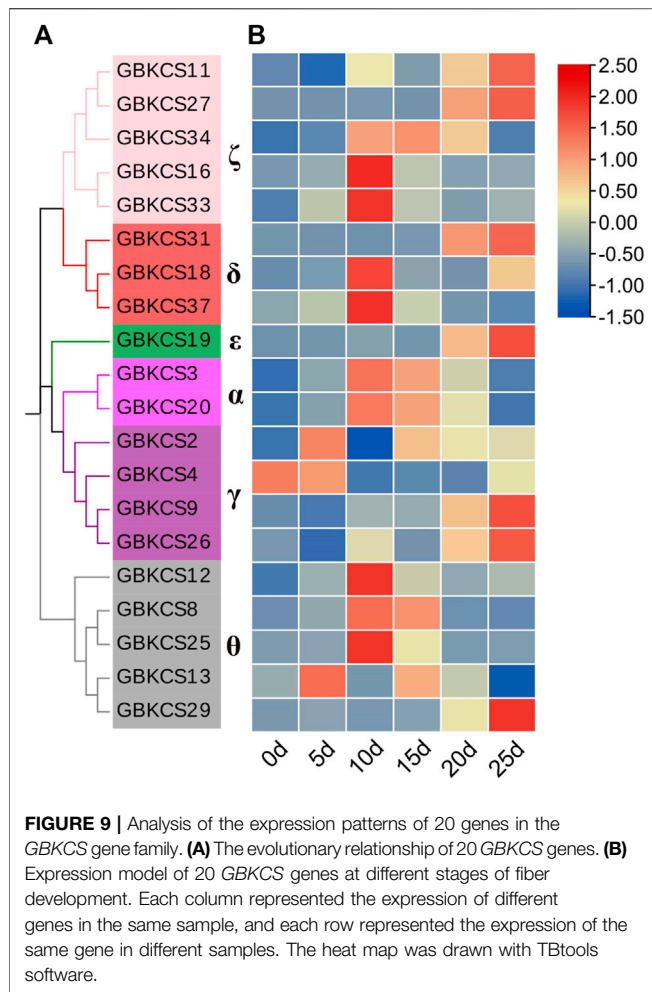 A
B
GBKCS11
GBKCS27
GBKCS34
GBKCS16
GBKCS33
GBKCS31
GBKCS18
GBKCS37
GBKCS19
GBKCS3
GBKCS20
GBKCS2
GBKCS4
GBKCS9
GBKCS26
GBKCS12
GBKCS8
GBKCS25
GBKCS13
GBKCS29
ζ
δ
ε
α
γ
θ
2.50
2.00
1.50
1.00
0.50
0.00
-0.50
-1.00
-1.50
0d 5d 10d 15d 20d 25d
FIGURE 9 | Analysis of the expression patterns of 20 genes in the
GBKCS gene family. (A) The evolutionary relationship of 20 GBKCS genes. (B)
Expression model of 20 GBKCS genes at different stages of fiber
development. Each column represented the expression of different
genes in the same sample, and each row represented the expression of the
same gene in different samples. The heat map was drawn with TBtools
software.